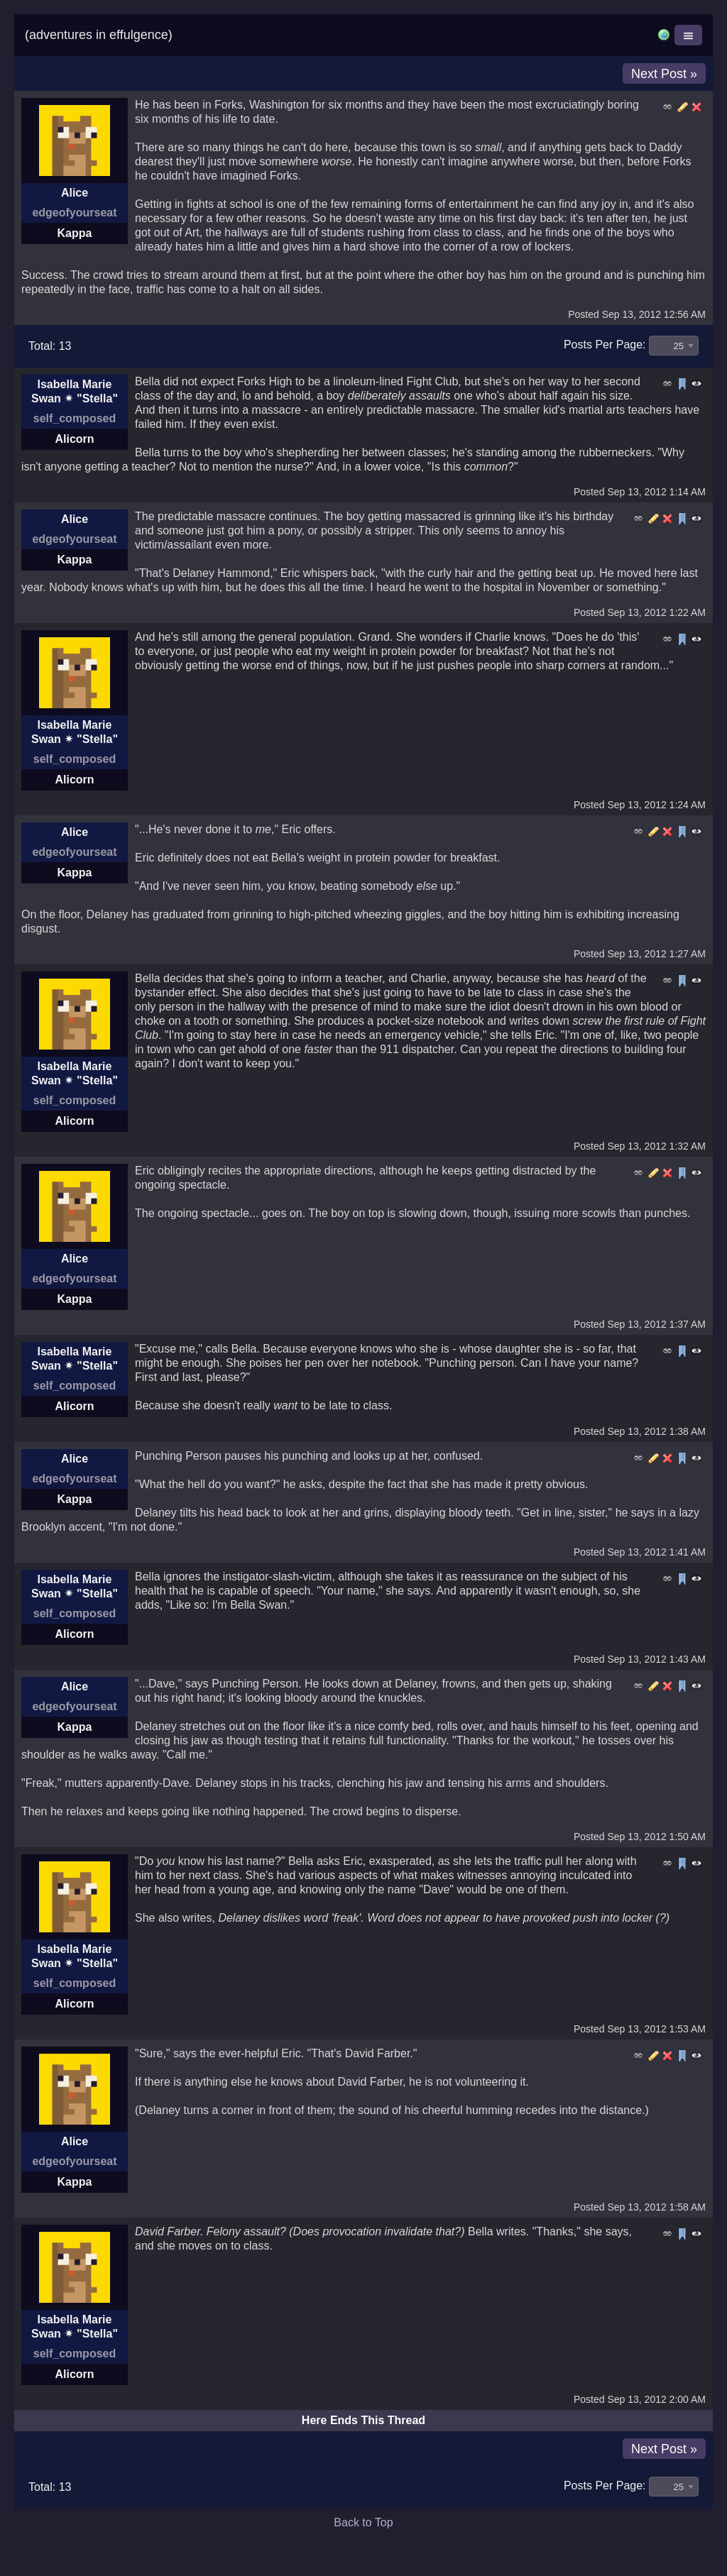 (adventures in effulgence)
Next Post »
Alice
edgeofyourseat
Kappa
He has been in Forks, Washington for six months and they have been the most excruciatingly boring
six months of his life to date.
There are so many things he can't do here, because this town is so small, and if anything gets back to Daddy
dearest they'll just move somewhere worse. He honestly can't imagine anywhere worse, but then, before Forks
he couldn't have imagined Forks.
Getting in fights at school is one of the few remaining forms of entertainment he can find any joy in, and it's also
necessary for a few other reasons. So he doesn't waste any time on his first day back: it's ten after ten, he just
got out of Art, the hallways are full of students rushing from class to class, and he finds one of the boys who
already hates him a little and gives him a hard shove into the corner of a row of lockers.
Success. The crowd tries to stream around them at first, but at the point where the other boy has him on the ground and is punching him
repeatedly in the face, traffic has come to a halt on all sides.
Posted Sep 13, 2012 12:56 AM
Total: 13
Posts Per Page: 25
Isabella Marie
Swan ✴ "Stella"
self_composed
Alicorn
Bella did not expect Forks High to be a linoleum-lined Fight Club, but she's on her way to her second
class of the day and, lo and behold, a boy deliberately assaults one who's about half again his size.
And then it turns into a massacre - an entirely predictable massacre. The smaller kid's martial arts teachers have
failed him. If they even exist.
Bella turns to the boy who's shepherding her between classes; he's standing among the rubberneckers. "Why
isn't anyone getting a teacher? Not to mention the nurse?" And, in a lower voice, "Is this common?"
Posted Sep 13, 2012 1:14 AM
Alice
edgeofyourseat
Kappa
The predictable massacre continues. The boy getting massacred is grinning like it's his birthday
and someone just got him a pony, or possibly a stripper. This only seems to annoy his
victim/assailant even more.
"That's Delaney Hammond," Eric whispers back, "with the curly hair and the getting beat up. He moved here last
year. Nobody knows what's up with him, but he does this all the time. I heard he went to the hospital in November or something."
Posted Sep 13, 2012 1:22 AM
Isabella Marie
Swan ✴ "Stella"
self_composed
Alicorn
And he's still among the general population. Grand. She wonders if Charlie knows. "Does he do 'this'
to everyone, or just people who eat my weight in protein powder for breakfast? Not that he's not
obviously getting the worse end of things, now, but if he just pushes people into sharp corners at random..."
Posted Sep 13, 2012 1:24 AM
Alice
edgeofyourseat
Kappa
"...He's never done it to me," Eric offers.
Eric definitely does not eat Bella's weight in protein powder for breakfast.
"And I've never seen him, you know, beating somebody else up."
On the floor, Delaney has graduated from grinning to high-pitched wheezing giggles, and the boy hitting him is exhibiting increasing
disgust.
Posted Sep 13, 2012 1:27 AM
Isabella Marie
Swan ✴ "Stella"
self_composed
Alicorn
Bella decides that she's going to inform a teacher, and Charlie, anyway, because she has heard of the
bystander effect. She also decides that she's just going to have to be late to class in case she's the
only person in the hallway with the presence of mind to make sure the idiot doesn't drown in his own blood or
choke on a tooth or something. She produces a pocket-size notebook and writes down screw the first rule of Fight
Club. "I'm going to stay here in case he needs an emergency vehicle," she tells Eric. "I'm one of, like, two people
in town who can get ahold of one faster than the 911 dispatcher. Can you repeat the directions to building four
again? I don't want to keep you."
Posted Sep 13, 2012 1:32 AM
Alice
edgeofyourseat
Kappa
Eric obligingly recites the appropriate directions, although he keeps getting distracted by the
ongoing spectacle.
The ongoing spectacle... goes on. The boy on top is slowing down, though, issuing more scowls than punches.
Posted Sep 13, 2012 1:37 AM
Isabella Marie
Swan ✴ "Stella"
self_composed
Alicorn
"Excuse me," calls Bella. Because everyone knows who she is - whose daughter she is - so far, that
might be enough. She poises her pen over her notebook. "Punching person. Can I have your name?
First and last, please?"
Because she doesn't really want to be late to class.
Posted Sep 13, 2012 1:38 AM
Alice
edgeofyourseat
Kappa
Punching Person pauses his punching and looks up at her, confused.
"What the hell do you want?" he asks, despite the fact that she has made it pretty obvious.
Delaney tilts his head back to look at her and grins, displaying bloody teeth. "Get in line, sister," he says in a lazy
Brooklyn accent, "I'm not done."
Posted Sep 13, 2012 1:41 AM
Isabella Marie
Swan ✴ "Stella"
self_composed
Alicorn
Bella ignores the instigator-slash-victim, although she takes it as reassurance on the subject of his
health that he is capable of speech. "Your name," she says. And apparently it wasn't enough, so, she
adds, "Like so: I'm Bella Swan."
Posted Sep 13, 2012 1:43 AM
Alice
edgeofyourseat
Kappa
"...Dave," says Punching Person. He looks down at Delaney, frowns, and then gets up, shaking
out his right hand; it's looking bloody around the knuckles.
Delaney stretches out on the floor like it's a nice comfy bed, rolls over, and hauls himself to his feet, opening and
closing his jaw as though testing that it retains full functionality. "Thanks for the workout," he tosses over his
shoulder as he walks away. "Call me."
"Freak," mutters apparently-Dave. Delaney stops in his tracks, clenching his jaw and tensing his arms and shoulders.
Then he relaxes and keeps going like nothing happened. The crowd begins to disperse.
Posted Sep 13, 2012 1:50 AM
Isabella Marie
Swan ✴ "Stella"
self_composed
Alicorn
"Do you know his last name?" Bella asks Eric, exasperated, as she lets the traffic pull her along with
him to her next class. She's had various aspects of what makes witnesses annoying inculcated into
her head from a young age, and knowing only the name "Dave" would be one of them.
She also writes, Delaney dislikes word 'freak'. Word does not appear to have provoked push into locker (?)
Posted Sep 13, 2012 1:53 AM
Alice
edgeofyourseat
Kappa
"Sure," says the ever-helpful Eric. "That's David Farber."
If there is anything else he knows about David Farber, he is not volunteering it.
(Delaney turns a corner in front of them; the sound of his cheerful humming recedes into the distance.)
Posted Sep 13, 2012 1:58 AM
Isabella Marie
Swan ✴ "Stella"
self_composed
Alicorn
David Farber. Felony assault? (Does provocation invalidate that?) Bella writes. "Thanks," she says,
and she moves on to class.
Posted Sep 13, 2012 2:00 AM
Here Ends This Thread
Next Post »
Total: 13
Posts Per Page: 25
Back to Top